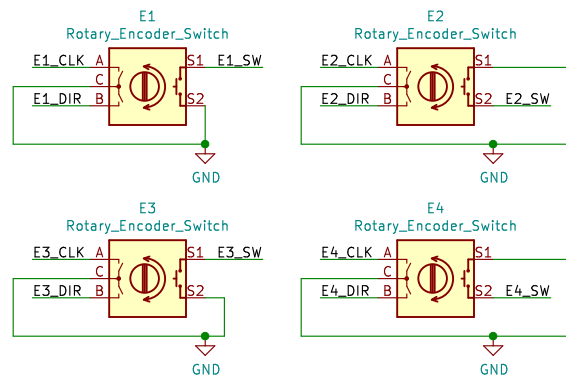 E1
Rotary_Encoder_Switch
E1_CLK A S1 E1_SW
C
E1_DIR B S2
GND
E2
Rotary_Encoder_Switch
E2_CLK A S1
C
E2_DIR B S2 E2_SW
GND
E3
Rotary_Encoder_Switch
E3_CLK A S1 E3_SW
C
E3_DIR B S2
GND
E4
Rotary_Encoder_Switch
E4_CLK A S1
C
E4_DIR B S2 E4_SW
GND